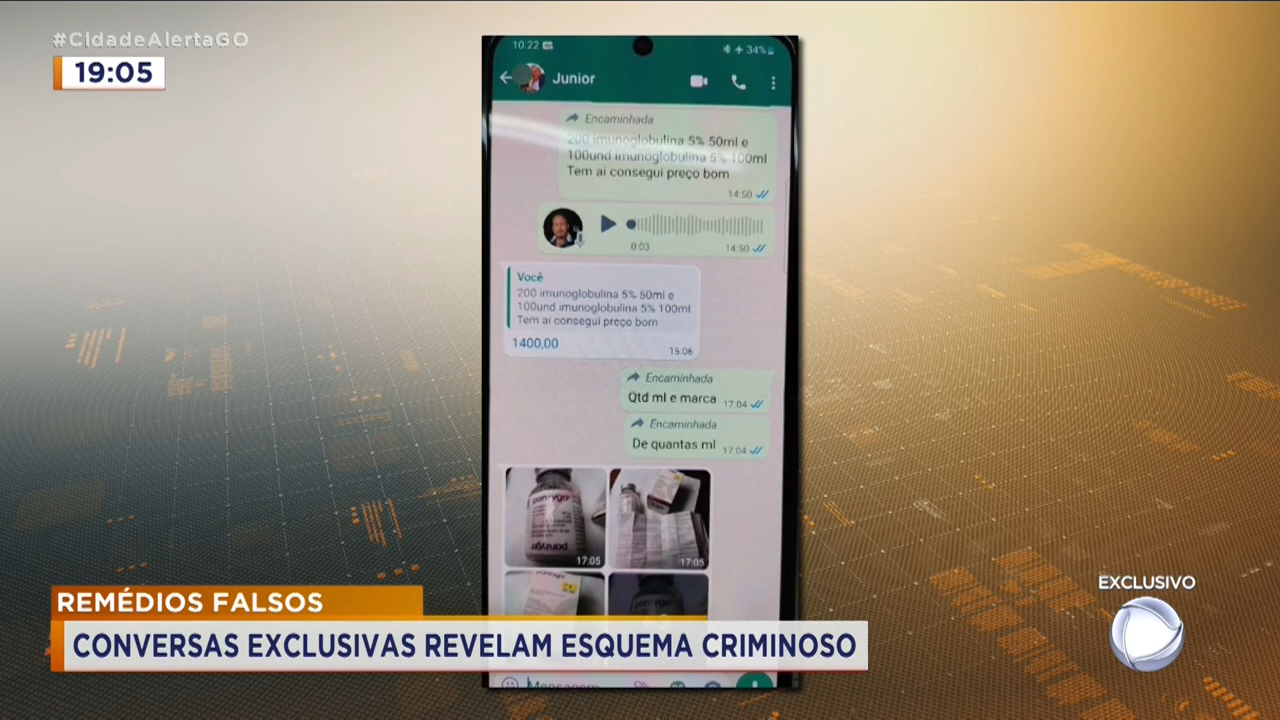 #CidadeAlertaGO
19:05
10:22
34%
Junior
Encaminhada
200 imunoglobulina 5% 50ml e
100und imunoglobulina 5% 100ml
Tem ai consegui preço bom
14:50
0:03
14:50
Você
200 imunoglobulina 5% 50ml e
100und imunoglobulina 5% 100ml
Tem ai consegui preço bom
1400,00
15:06
Encaminhada
Qtd ml e marca
17:04
Encaminhada
De quantas ml
17:04
panzyga
17:05
17:05
Mensagem
EXCLUSIVO
REMÉDIOS FALSOS
CONVERSAS EXCLUSIVAS REVELAM ESQUEMA CRIMINOSO